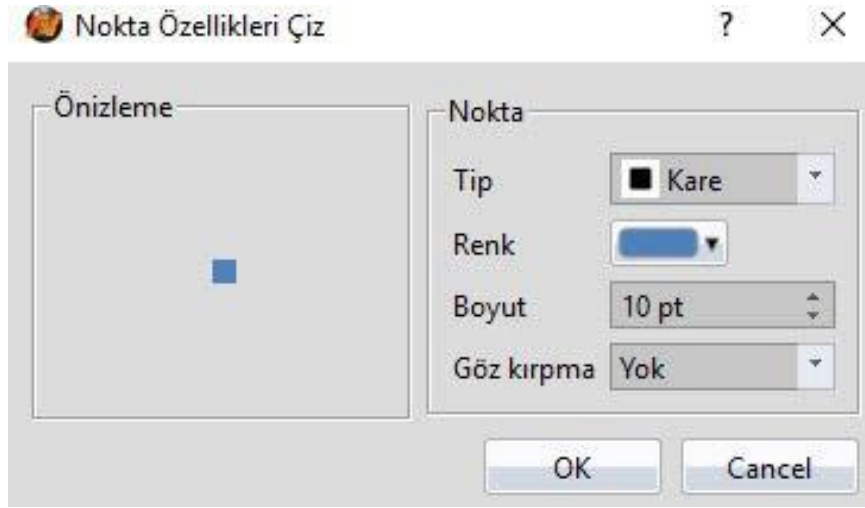 Nokta Özellikleri Çiz ?
Önizleme
Nokta
Tip Kare
Renk
Boyut 10 pt
Göz kırpma Yok
OK Cancel